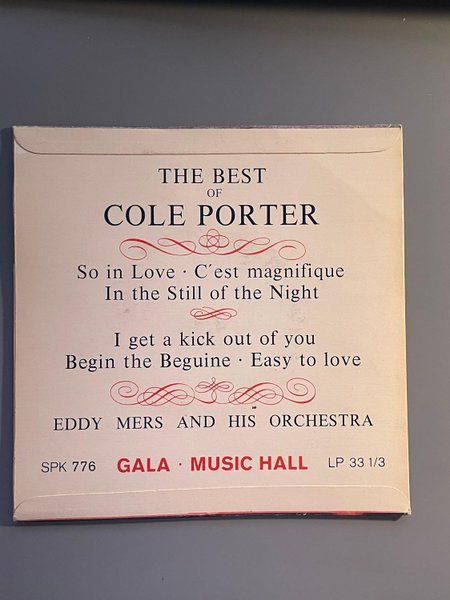 THE BEST
OF
COLE PORTER
So in Love · C'est magnifique
In the Still of the Night
I get a kick out of you
Begin the Beguine · Easy to love
EDDY MERS AND HIS ORCHESTRA
SPK 776 GALA · MUSIC HALL LP 33 1/3